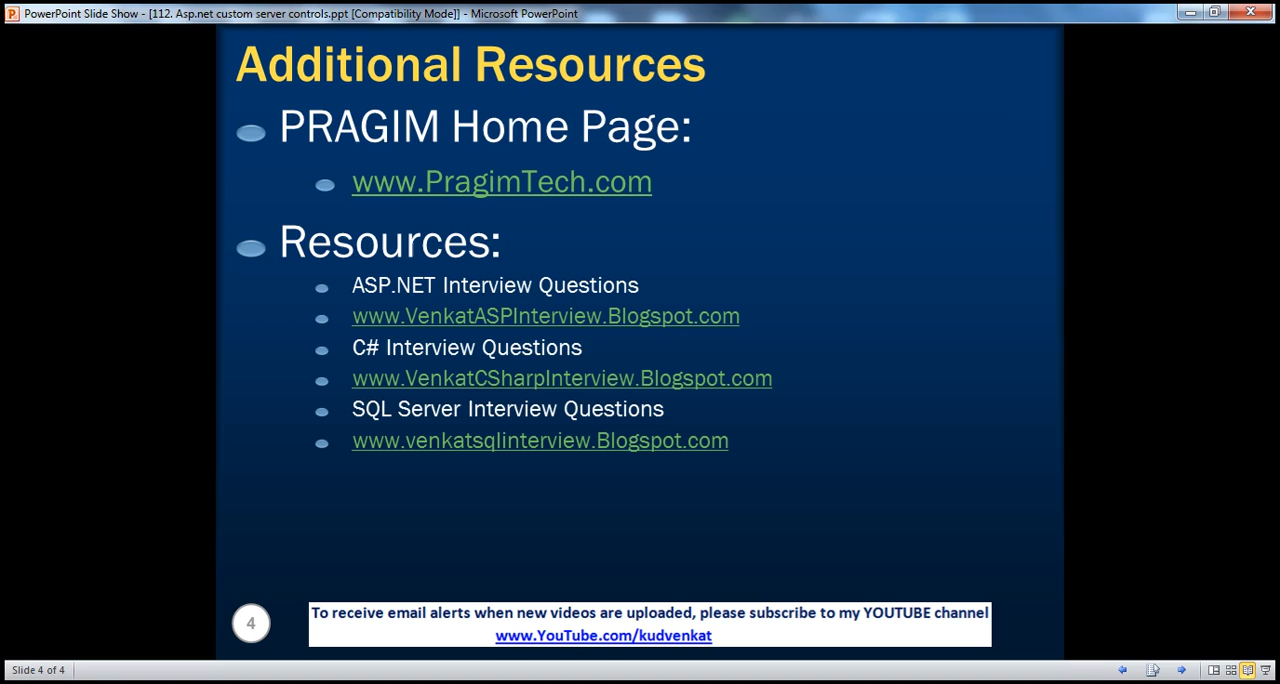 PowerPoint Slide Show - [112. Asp.net custom server controls.ppt [Compatibility Mode]] - Microsoft PowerPoint
Additional Resources
PRAGIM Home Page:
www.PragimTech.com
Resources:
ASP.NET Interview Questions
www.VenkatASPInterview.Blogspot.com
C# Interview Questions
www.VenkatCSharpInterview.Blogspot.com
SQL Server Interview Questions
www.venkatsqlinterview.Blogspot.com
4
To receive email alerts when new videos are uploaded, please subscribe to my YOUTUBE channel
www.YouTube.com/kudvenkat
Slide 4 of 4